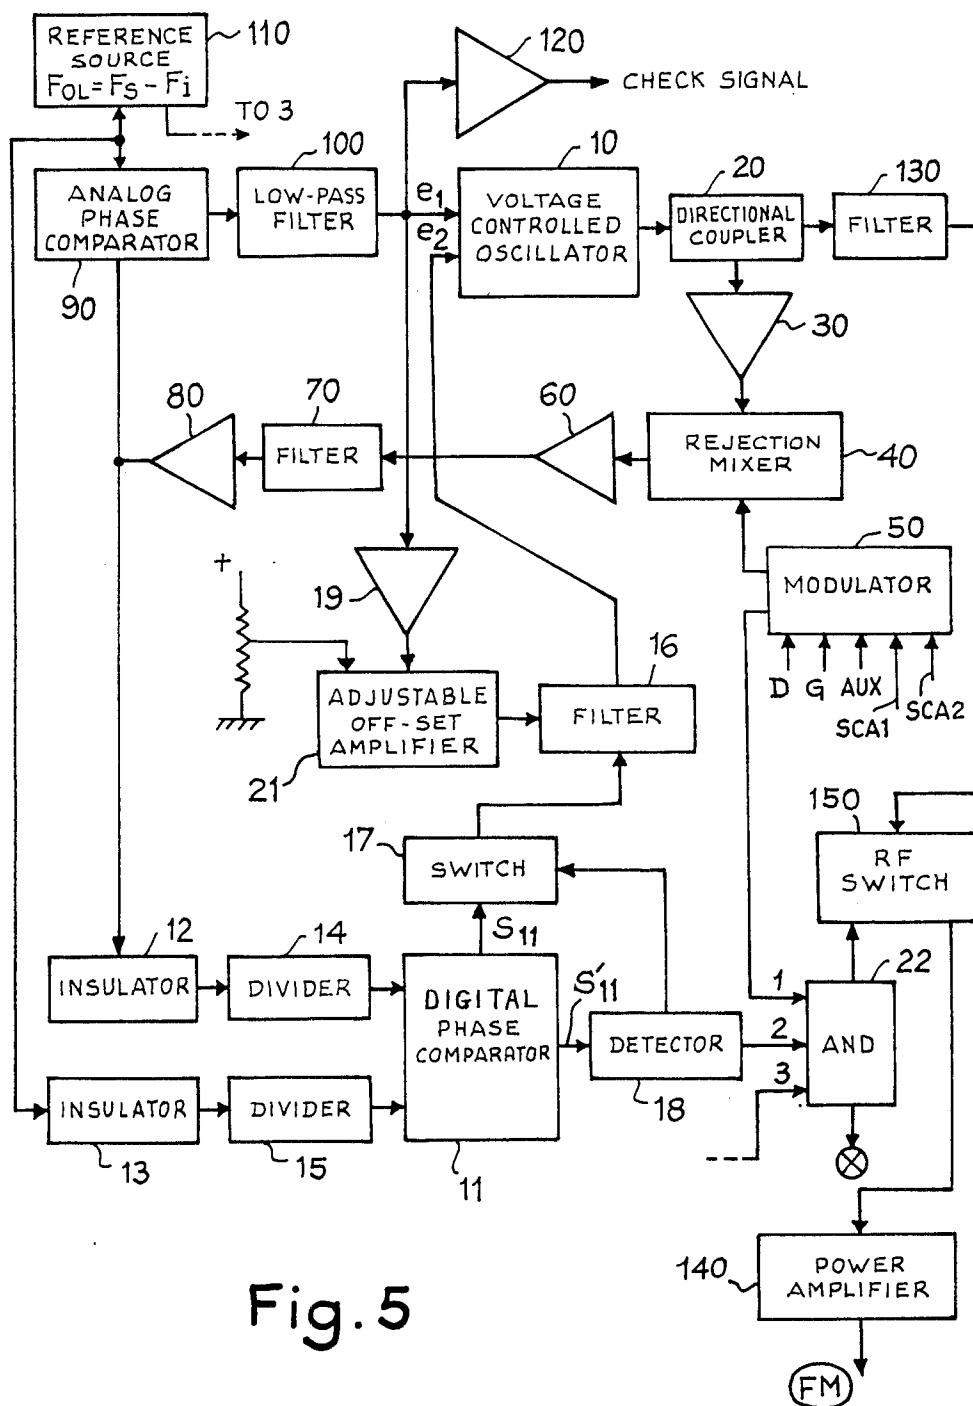 REFERENCE
SOURCE
FOL = FS - Fi
110
TO 3
120
CHECK SIGNAL
ANALOG
PHASE
COMPARATOR
90
100
LOW-PASS
FILTER
e1
e2
10
VOLTAGE
CONTROLLED
OSCILLATOR
20
DIRECTIONAL
COUPLER
130
FILTER
30
80
70
FILTER
60
REJECTION
MIXER
40
50
MODULATOR
D G AUX
SCA1
SCA2
+
19
ADJUSTABLE
OFF-SET
AMPLIFIER
21
16
FILTER
17
SWITCH
S11
150
RF
SWITCH
12
INSULATOR
14
DIVIDER
DIGITAL
PHASE
COMPARATOR
11
S'11
DETECTOR
18
1
2
3
22
AND
INSULATOR
13
DIVIDER
15
140
POWER
AMPLIFIER
FM
Fig. 5